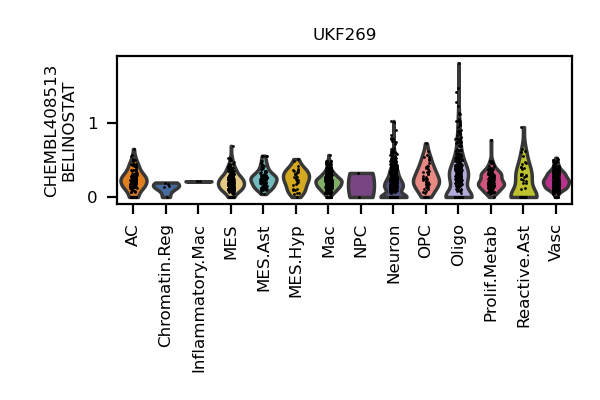 UKF269
CHEMBL408513
BELINOSTAT
1
0
AC
Chromatin.Reg
Inflammatory.Mac
MES
MES.Ast
MES.Hyp
Mac
NPC
Neuron
OPC
Oligo
Prolif.Metab
Reactive.Ast
Vasc